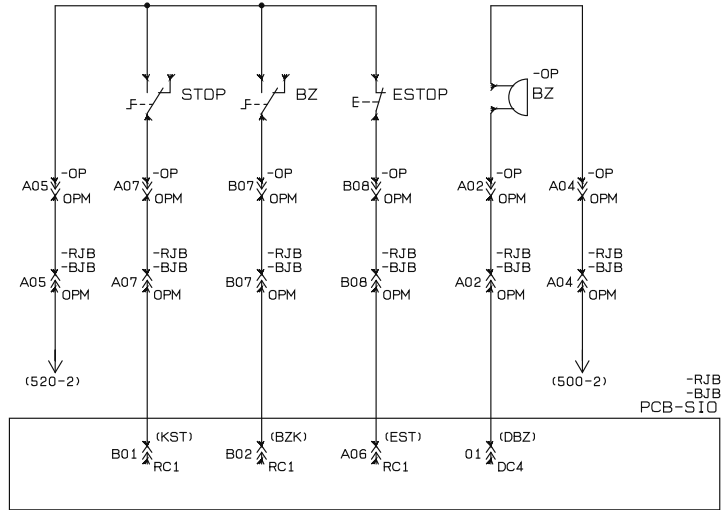 -OP
STOP BZ ESTOP BZ
-OP -OP -OP -OP -OP -OP
A05 A07 B07 B08 A02 A04
OPM OPM OPM OPM OPM OPM
-RJB -RJB -RJB -RJB -RJB -RJB
-BJB -BJB -BJB -BJB -BJB -BJB
A05 A07 B07 B08 A02 A04
OPM OPM OPM OPM OPM OPM
(520-2) (500-2)
-RJB
-BJB
PCB-SIO
(KST) (BZK) (EST) (DBZ)
B01 B02 A06 01
RC1 RC1 RC1 DC4